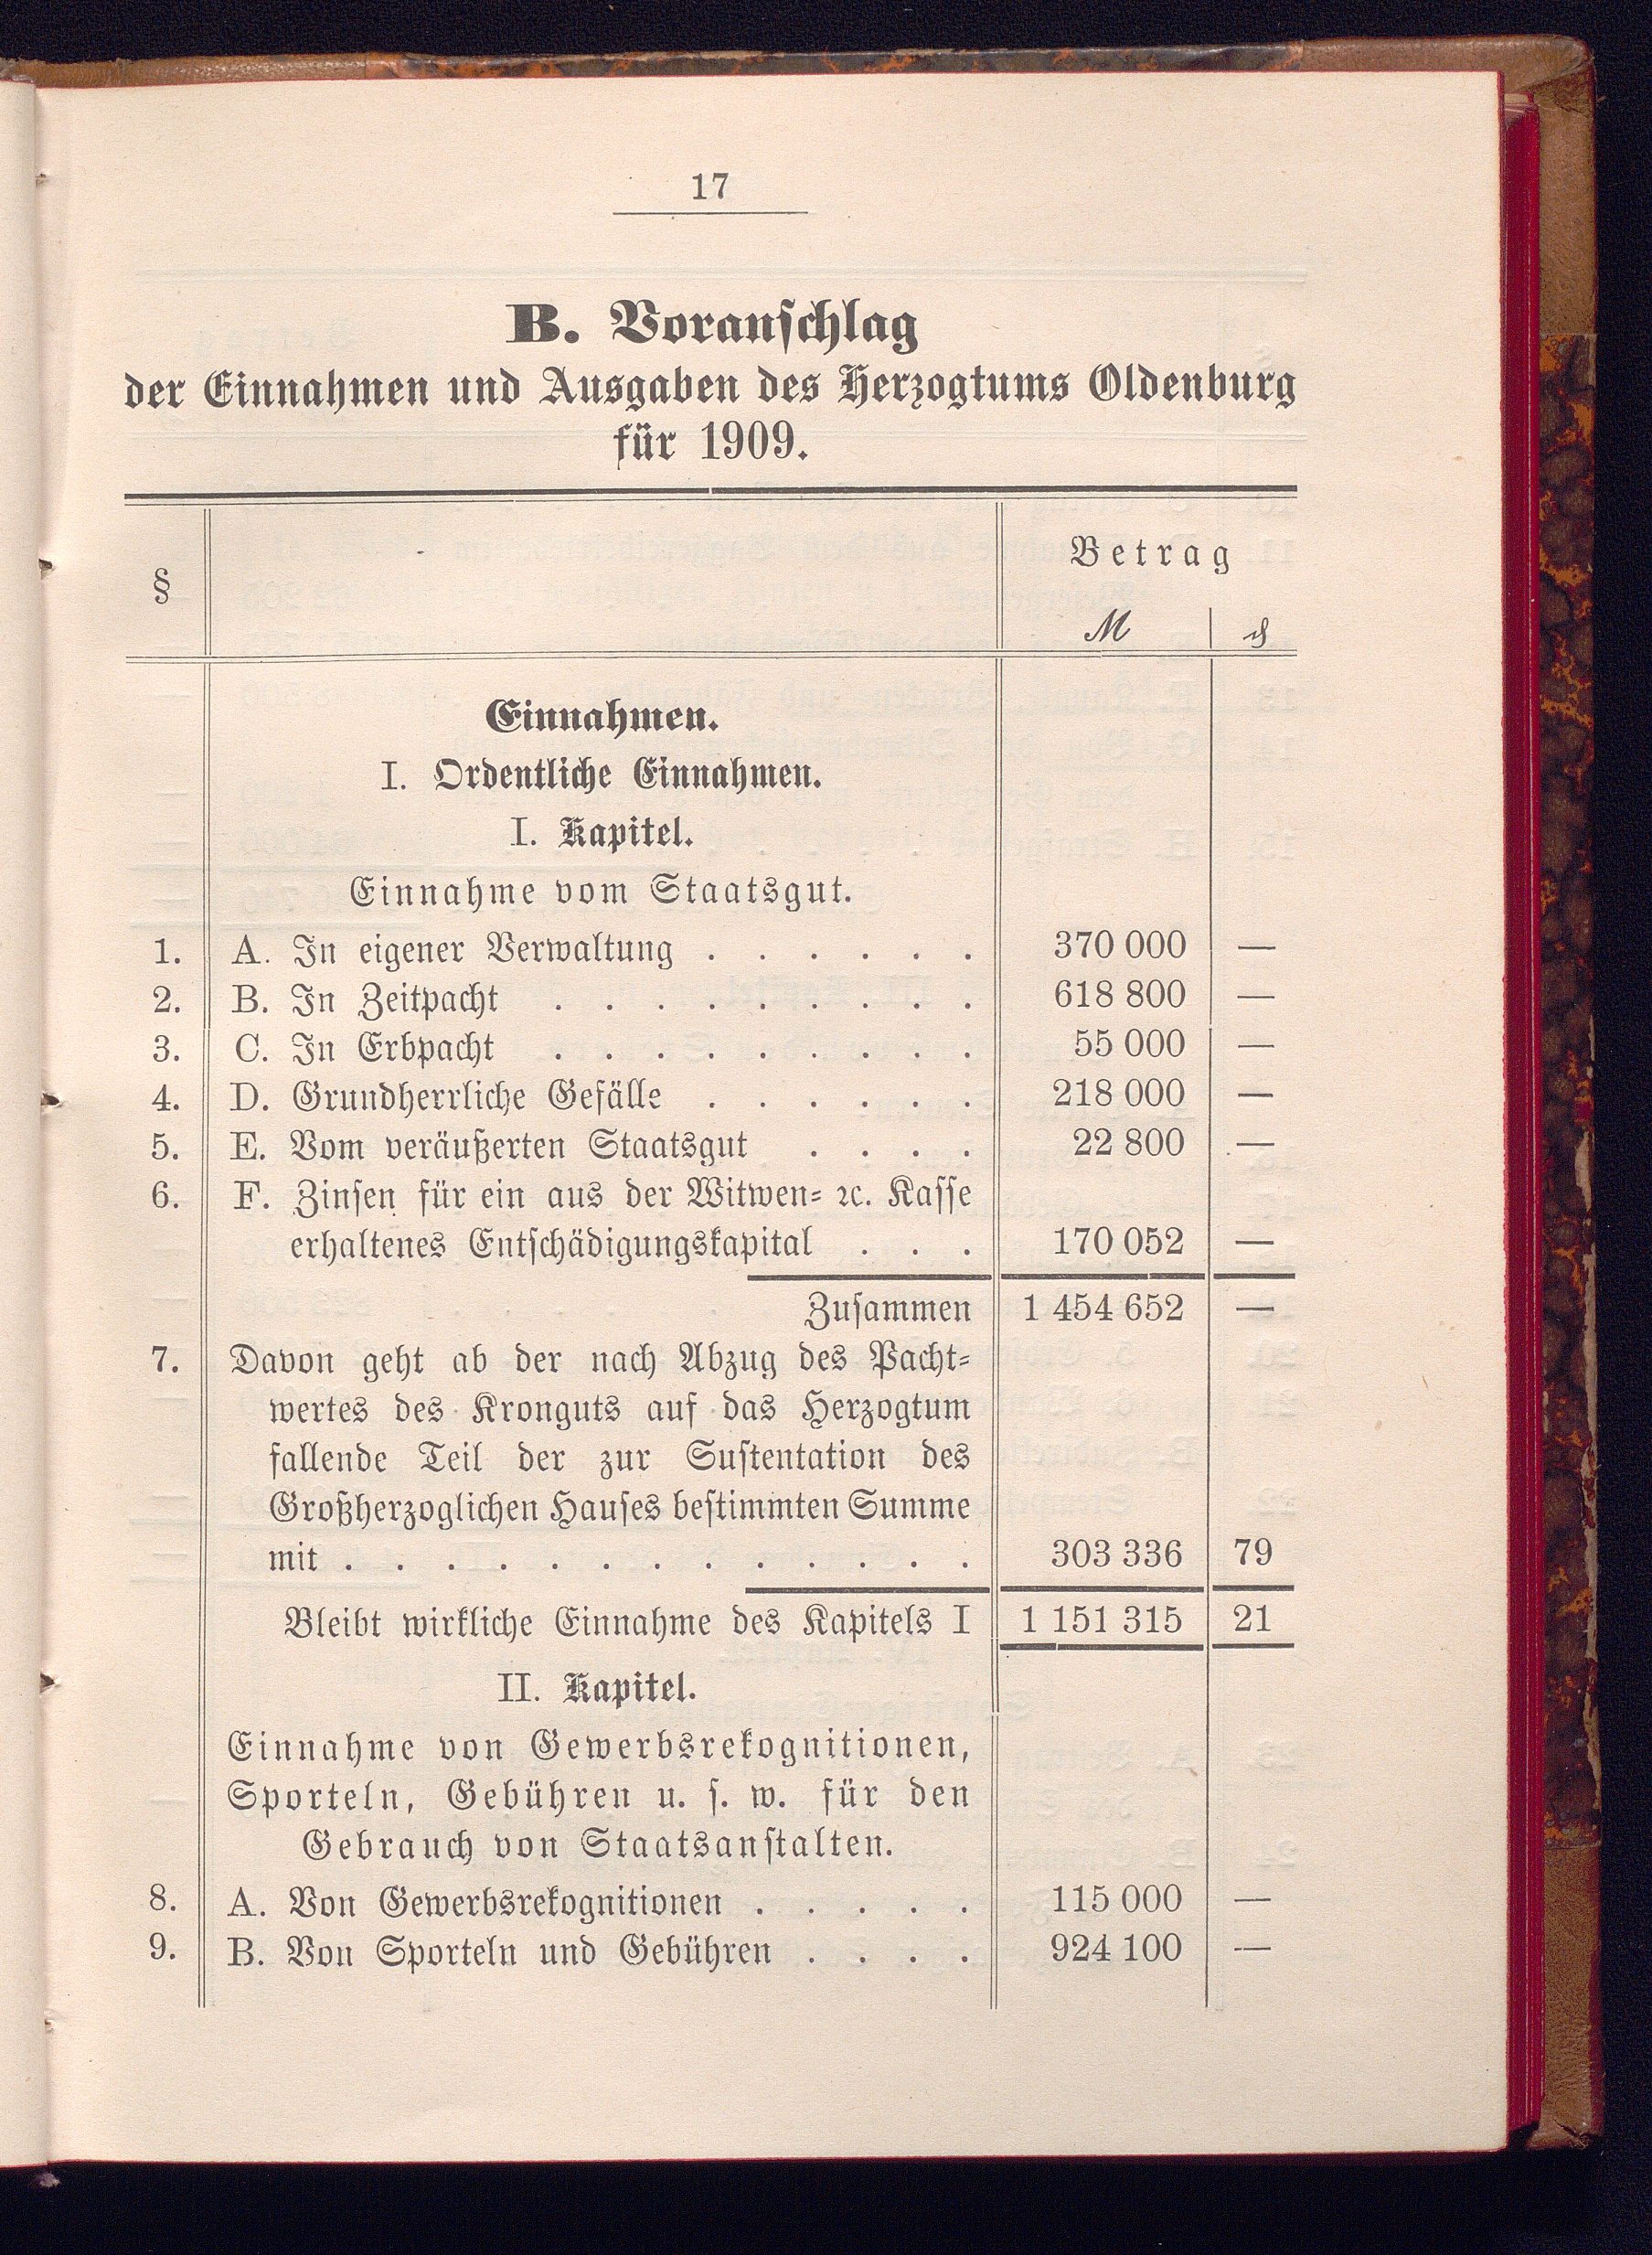 17
B. Voranschlag
der Einnahmen und Ausgaben des Herzogtums Oldenburg
für 1909.
§ Betrag
ℳ ₰
Einnahmen.
I. Ordentliche Einnahmen.
I. Kapitel.
Einnahme vom Staatsgut.
1. A. In eigener Verwaltung . . . . . . 370 000 —
2. B. In Zeitpacht . . . . . . . . . 618 800 —
3. C. In Erbpacht . . . . . . . . . 55 000 —
4. D. Grundherrliche Gefälle . . . . . . 218 000 —
5. E. Vom veräußerten Staatsgut . . . . 22 800 —
6. F. Zinsen für ein aus der Witwen- ꝛc. Kasse
erhaltenes Entschädigungskapital . . . 170 052 —
Zusammen 1 454 652 —
7. Davon geht ab der nach Abzug des Pacht-
wertes des Kronguts auf das Herzogtum
fallende Teil der zur Sustentation des
Großherzoglichen Hauses bestimmten Summe
mit . . . . . . . . . . . . . 303 336 79
Bleibt wirkliche Einnahme des Kapitels I 1 151 315 21
II. Kapitel.
Einnahme von Gewerbsrekognitionen,
Sporteln, Gebühren u. s. w. für den
Gebrauch von Staatsanstalten.
8. A. Von Gewerbsrekognitionen . . . . . 115 000 —
9. B. Von Sporteln und Gebühren . . . . 924 100 —